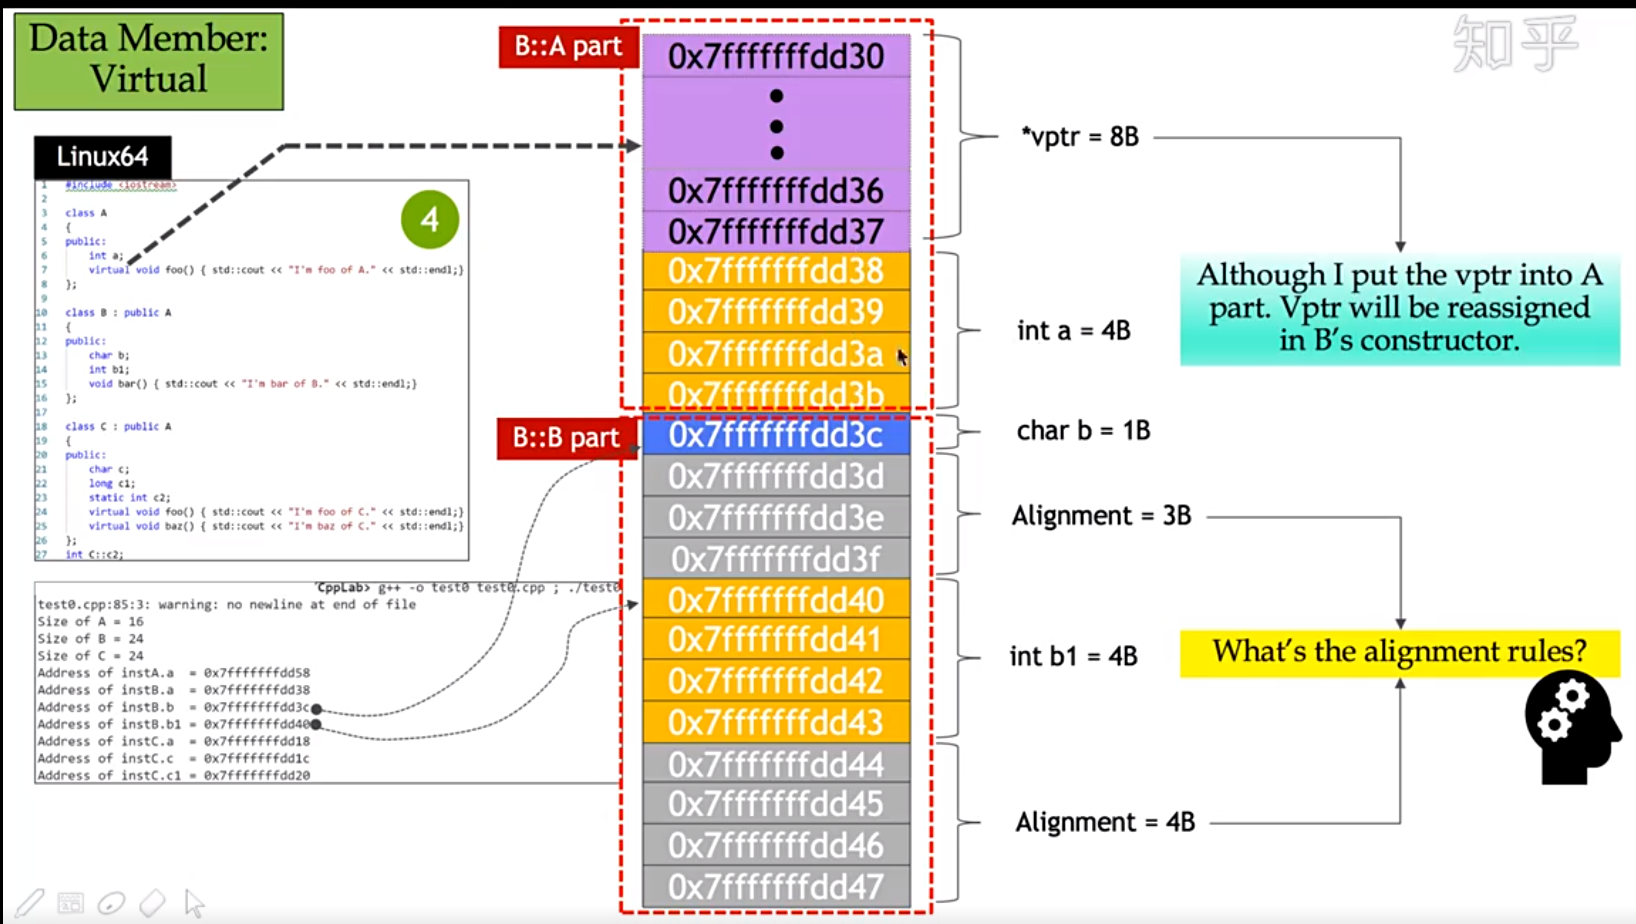 Data Member:
Virtual
知乎
Linux64
4
1 #include <iostream>
2
3 class A
4 {
5 public:
6 int a;
7 virtual void foo() { std::cout << "I'm foo of A." << std::endl;}
8 };
9
10 class B : public A
11 {
12 public:
13 char b;
14 int b1;
15 void bar() { std::cout << "I'm bar of B." << std::endl;}
16 };
17
18 class C : public A
19 {
20 public:
21 char c;
22 long c1;
23 static int c2;
24 virtual void foo() { std::cout << "I'm foo of C." << std::endl;}
25 virtual void baz() { std::cout << "I'm baz of C." << std::endl;}
26 };
27 int C::c2;
CppLab> g++ -o test0 test0.cpp ; ./test0
test0.cpp:85:3: warning: no newline at end of file
Size of A = 16
Size of B = 24
Size of C = 24
Address of instA.a = 0x7fffffffdd58
Address of instB.a = 0x7fffffffdd38
Address of instB.b = 0x7fffffffdd3c
Address of instB.b1 = 0x7fffffffdd40
Address of instC.a = 0x7fffffffdd18
Address of instC.c = 0x7fffffffdd1c
Address of instC.c1 = 0x7fffffffdd20
B::A part
0x7fffffffdd30
0x7fffffffdd36
0x7fffffffdd37
0x7fffffffdd38
0x7fffffffdd39
0x7fffffffdd3a
0x7fffffffdd3b
B::B part
0x7fffffffdd3c
0x7fffffffdd3d
0x7fffffffdd3e
0x7fffffffdd3f
0x7fffffffdd40
0x7fffffffdd41
0x7fffffffdd42
0x7fffffffdd43
0x7fffffffdd44
0x7fffffffdd45
0x7fffffffdd46
0x7fffffffdd47
*vptr = 8B
int a = 4B
char b = 1B
Alignment = 3B
int b1 = 4B
Alignment = 4B
Although I put the vptr into A
part. Vptr will be reassigned
in B's constructor.
What's the alignment rules?